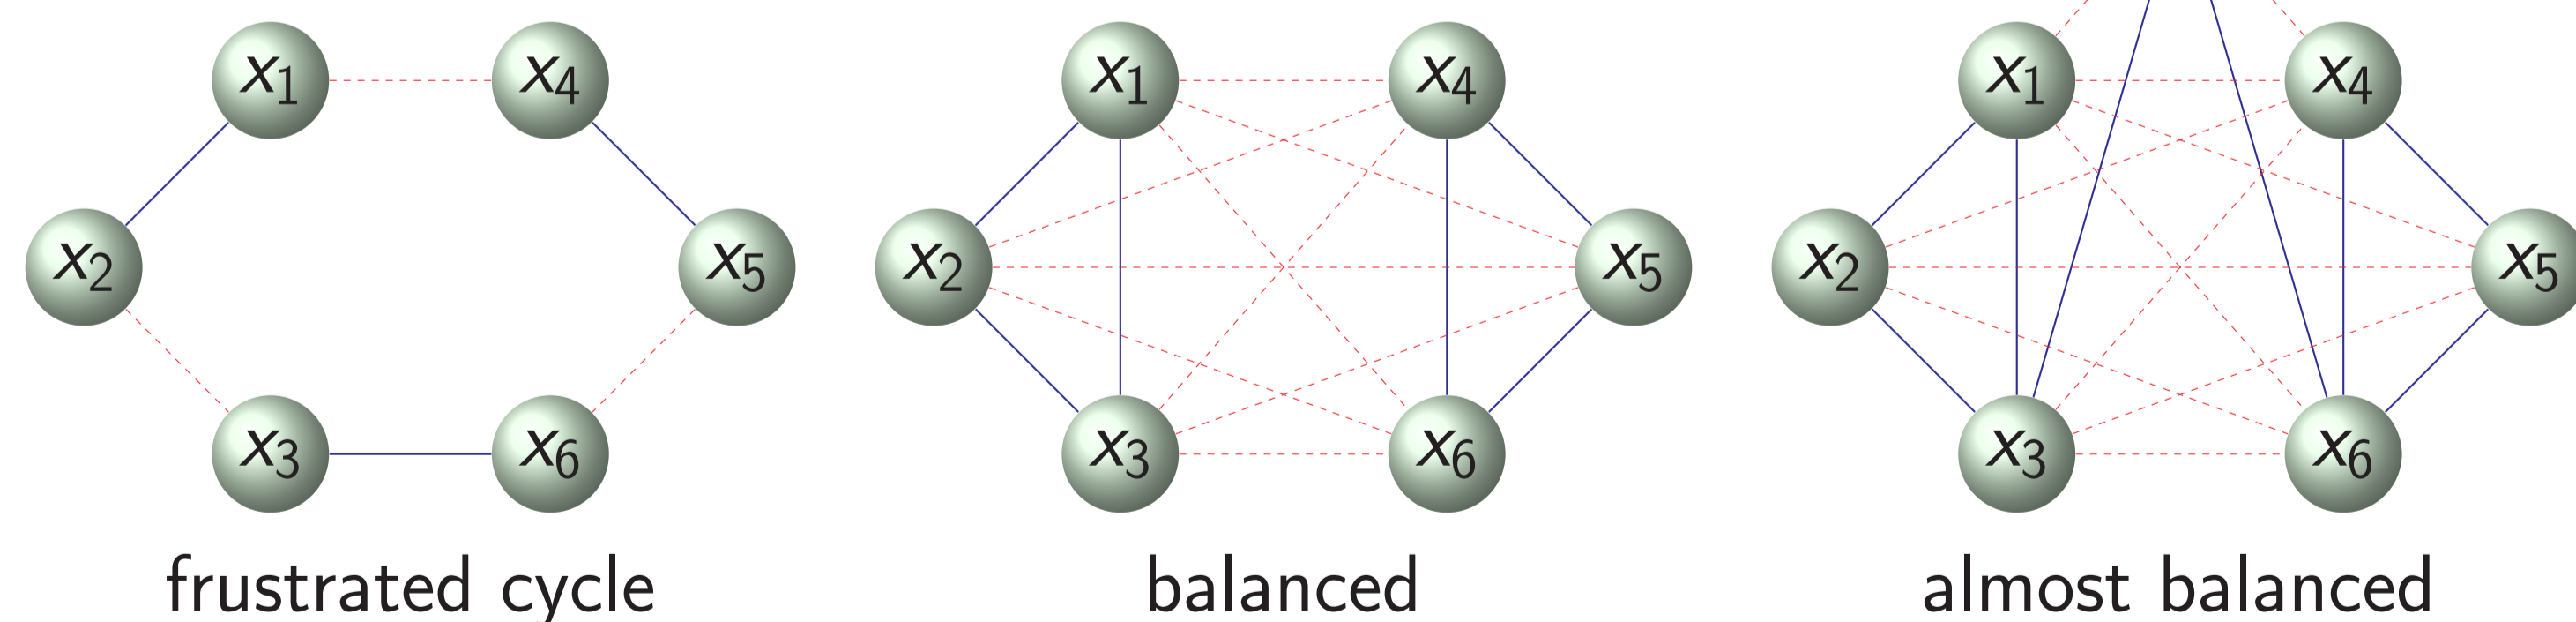 x1 x4 x1 x4 x1 x4
x2 x5 x2 x5 x2 x5
x3 x6 x3 x6 x3 x6
frustrated cycle balanced almost balanced